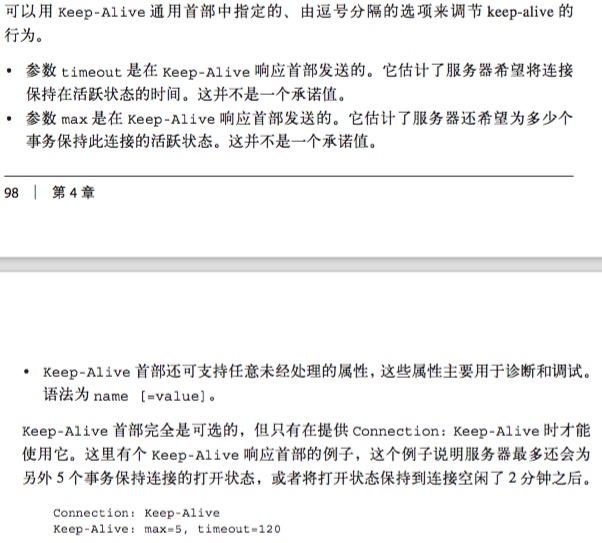 可以用 Keep-Alive 通用首部中指定的、由逗号分隔的选项来调节 keep-alive 的
行为。
• 参数 timeout 是在 Keep-Alive 响应首部发送的。它估计了服务器希望将连接
保持在活跃状态的时间。这并不是一个承诺值。
• 参数 max 是在 Keep-Alive 响应首部发送的。它估计了服务器还希望为多少个
事务保持此连接的活跃状态。这并不是一个承诺值。
98 | 第 4 章
• Keep-Alive 首部还可支持任意未经处理的属性，这些属性主要用于诊断和调试。
语法为 name [=value]。
Keep-Alive 首部完全是可选的，但只有在提供 Connection: Keep-Alive 时才能
使用它。这里有个 Keep-Alive 响应首部的例子，这个例子说明服务器最多还会为
另外 5 个事务保持连接的打开状态，或者将打开状态保持到连接空闲了 2 分钟之后。
Connection: Keep-Alive
Keep-Alive: max=5, timeout=120